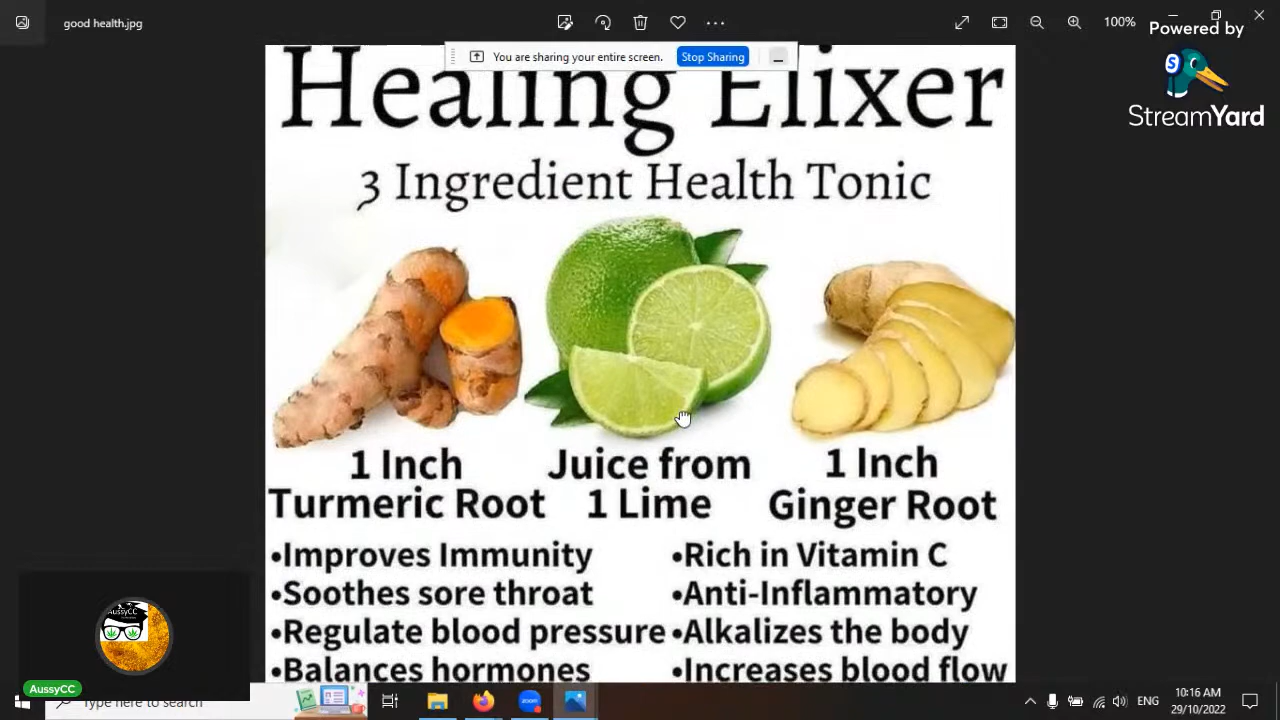 good health.jpg
100%
Powered by
StreamYard
You are sharing your entire screen.
Stop Sharing
Healing Elixer
3 Ingredient Health Tonic
1 Inch
Turmeric Root
Juice from
1 Lime
1 Inch
Ginger Root
•Improves Immunity
•Soothes sore throat
•Regulate blood pressure
•Balances hormones
•Rich in Vitamin C
•Anti-Inflammatory
•Alkalizes the body
•Increases blood flow
AussyCC
AussyCC
Type here to search
zoom
ENG
10:16 AM
29/10/2022